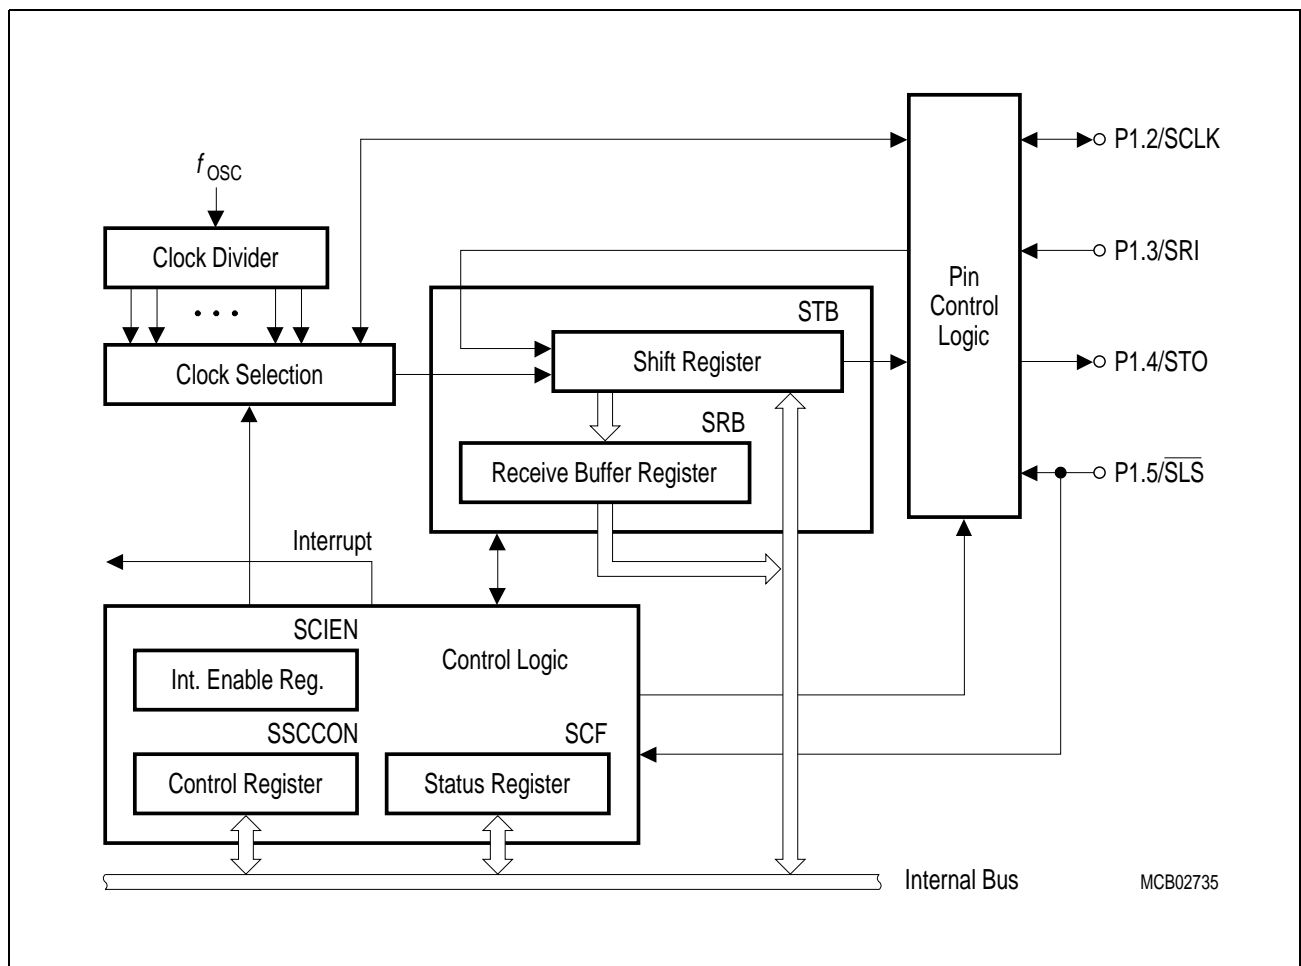 P1.2/SCLK
f OSC
Clock Divider
P1.3/SRI
Pin
Control
Logic
STB
Shift Register
P1.4/STO
Clock Selection
SRB
Receive Buffer Register
P1.5/S̅L̅S̅
Interrupt
SCIEN
Control Logic
Int. Enable Reg.
SSCCON
SCF
Control Register
Status Register
Internal Bus
MCB02735